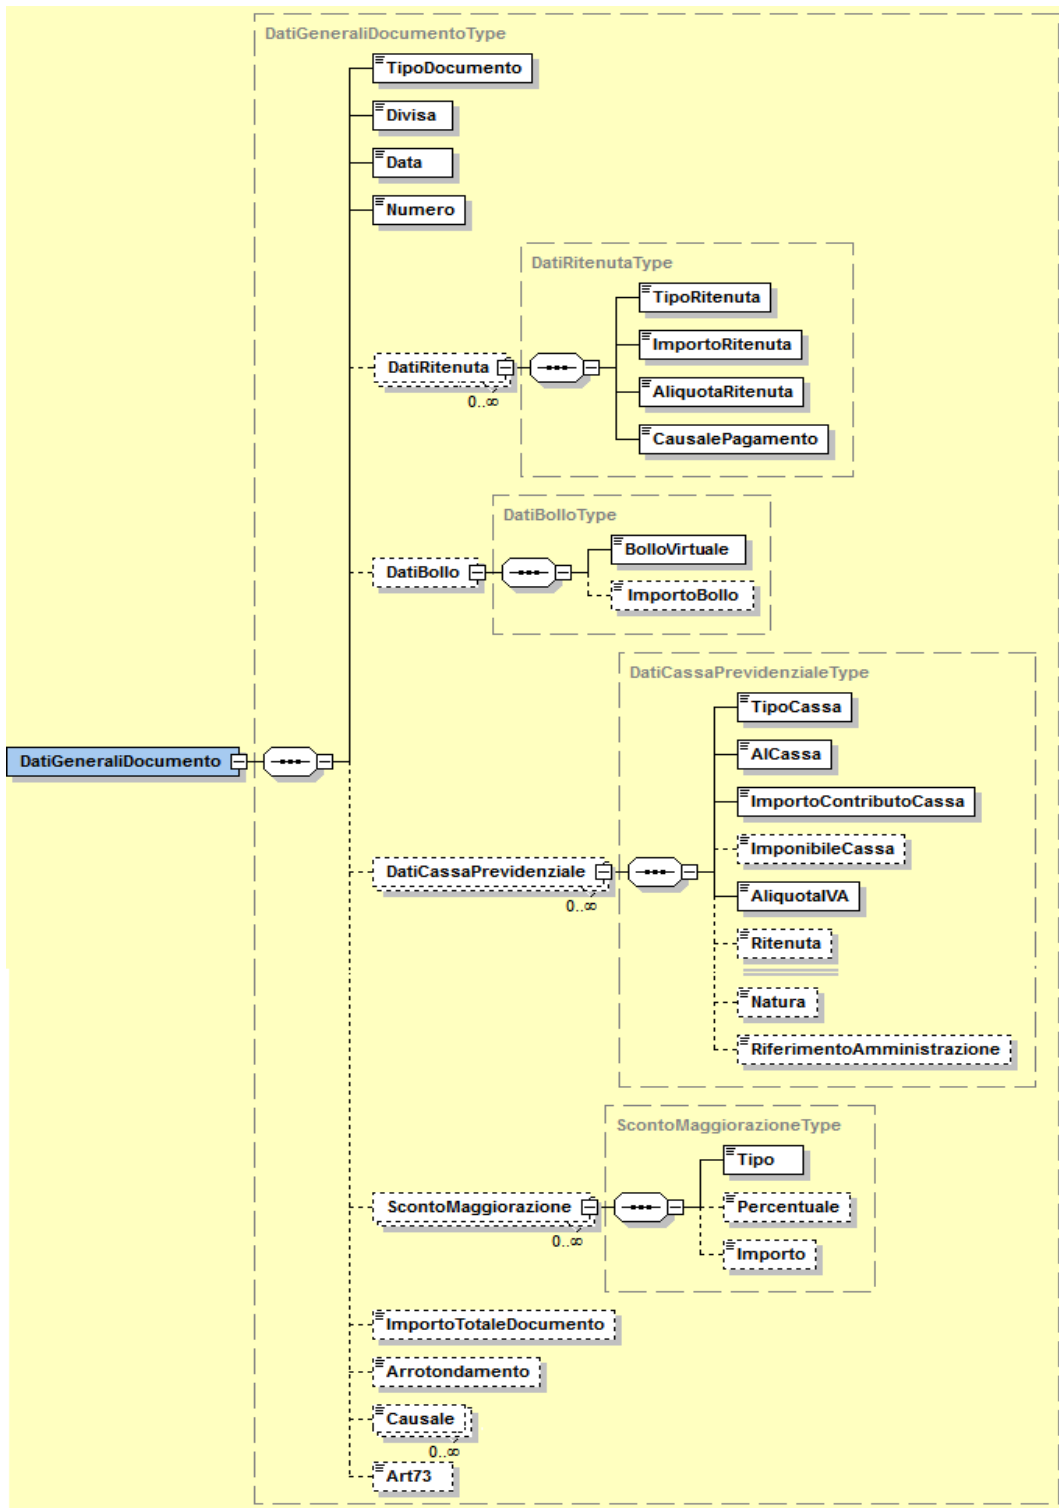 DatiGeneraliDocumentoType
TipoDocumento
Divisa
Data
Numero
DatiRitenutaType
TipoRitenuta
ImportoRitenuta
DatiRitenuta
0..∞
AliquotaRitenuta
CausalePagamento
DatiBolloType
BolloVirtuale
DatiBollo
ImportoBollo
DatiCassaPrevidenzialeType
TipoCassa
AlCassa
DatiGeneraliDocumento
ImportoContributoCassa
ImponibileCassa
DatiCassaPrevidenziale
0..∞
AliquotaIVA
Ritenuta
Natura
RiferimentoAmministrazione
ScontoMaggiorazioneType
Tipo
ScontoMaggiorazione
0..∞
Percentuale
Importo
ImportoTotaleDocumento
Arrotondamento
Causale
0..∞
Art73